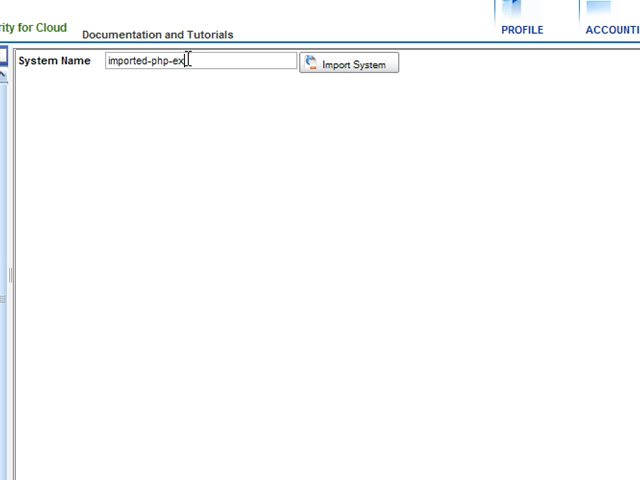 rity for Cloud
Documentation and Tutorials
PROFILE
ACCOUNTI
System Name
imported-php-ex
Import System